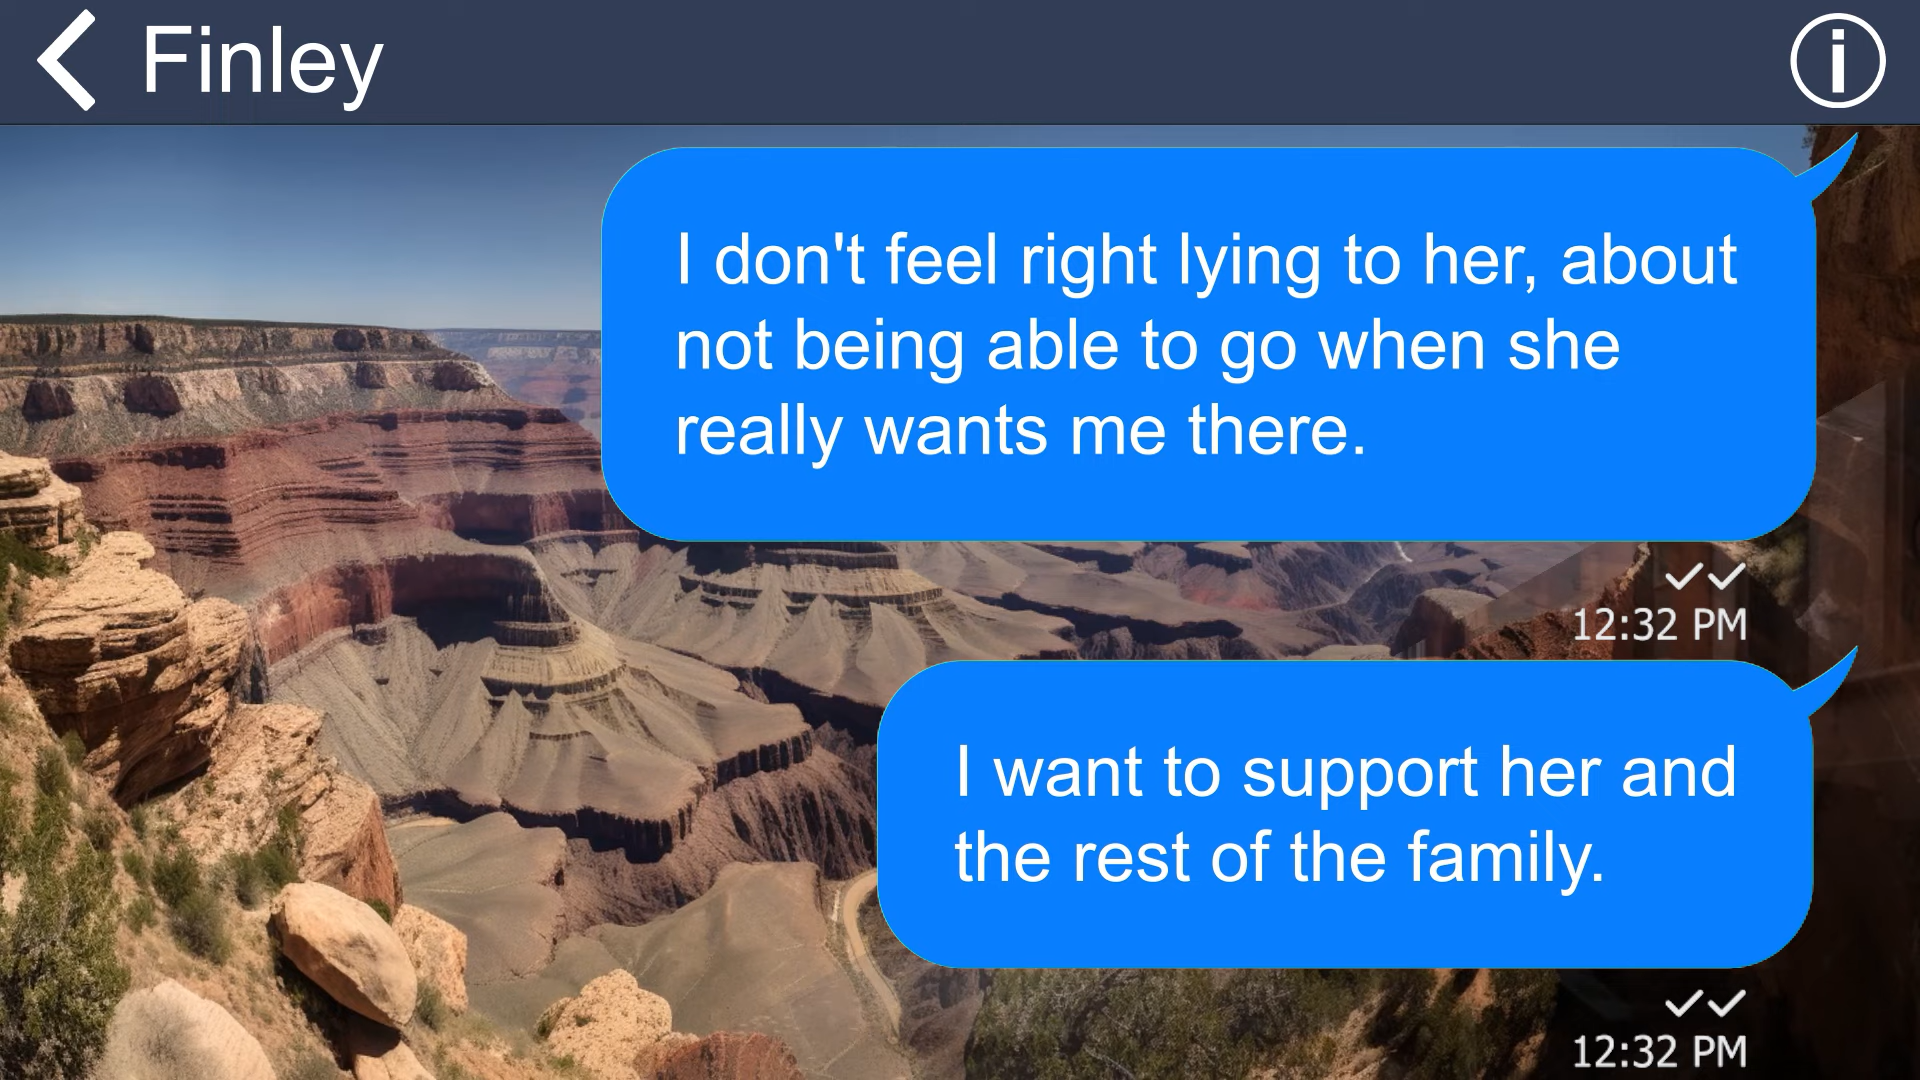 Finley
I don't feel right lying to her, about
not being able to go when she
really wants me there.
12:32 PM
I want to support her and
the rest of the family.
12:32 PM